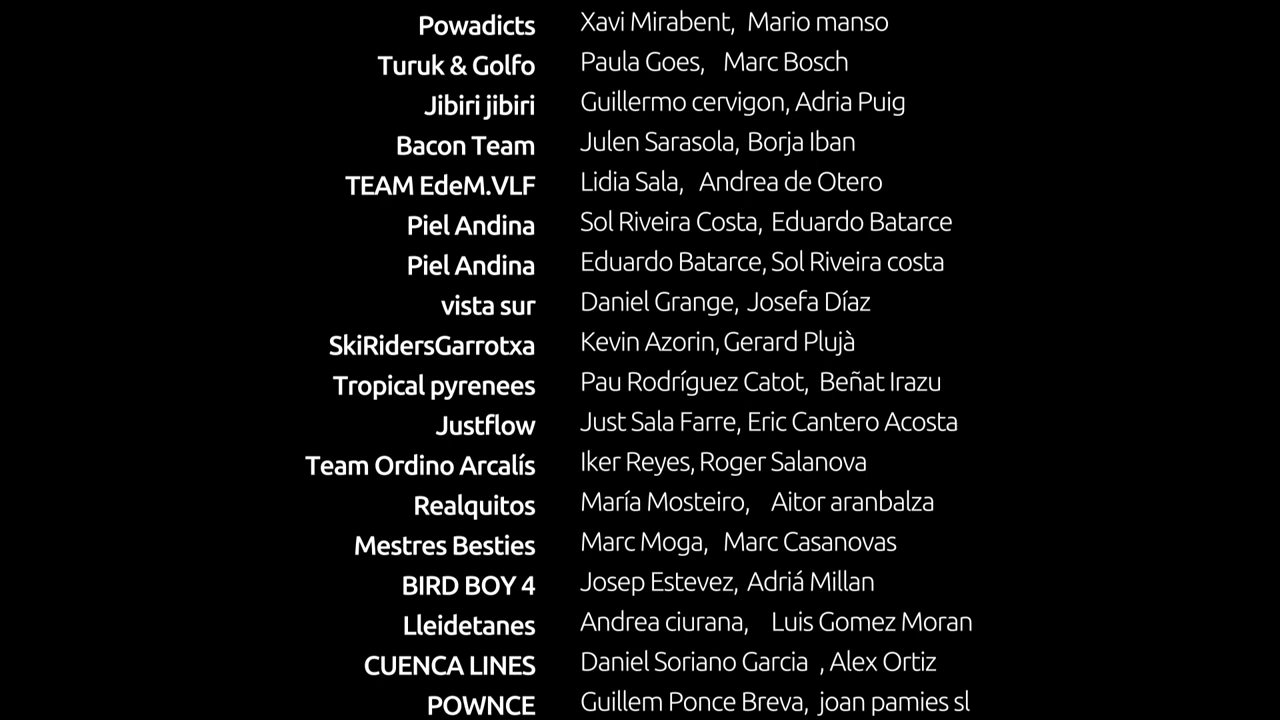 Powadicts Xavi Mirabent, Mario manso
Turuk & Golfo Paula Goes, Marc Bosch
Jibiri jibiri Guillermo cervigon, Adria Puig
Bacon Team Julen Sarasola, Borja Iban
TEAM EdeM.VLF Lidia Sala, Andrea de Otero
Piel Andina Sol Riveira Costa, Eduardo Batarce
Piel Andina Eduardo Batarce, Sol Riveira costa
vista sur Daniel Grange, Josefa Díaz
SkiRidersGarrotxa Kevin Azorin, Gerard Plujà
Tropical pyrenees Pau Rodríguez Catot, Beñat Irazu
Justflow Just Sala Farre, Eric Cantero Acosta
Team Ordino Arcalís Iker Reyes, Roger Salanova
Realquitos María Mosteiro, Aitor aranbalza
Mestres Besties Marc Moga, Marc Casanovas
BIRD BOY 4 Josep Estevez, Adriá Millan
Lleidetanes Andrea ciurana, Luis Gomez Moran
CUENCA LINES Daniel Soriano Garcia , Alex Ortiz
POWNCE Guillem Ponce Breva, joan pamies sl